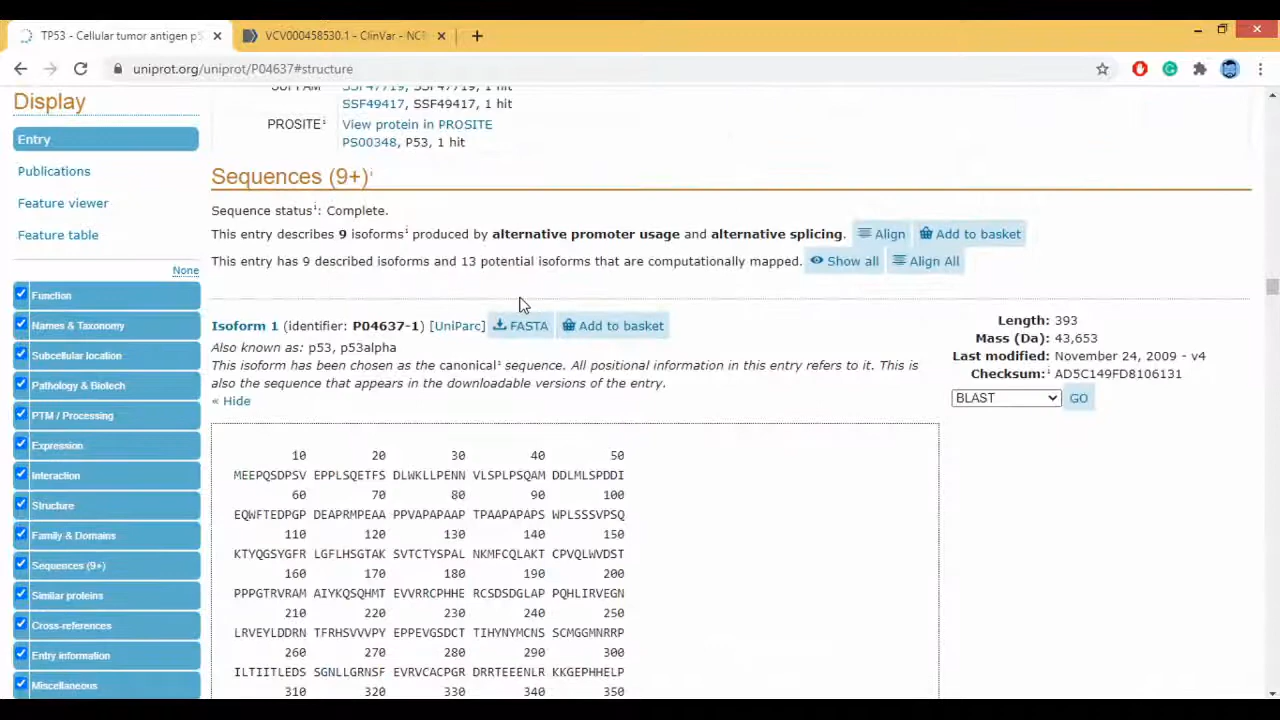 TP53 - Cellular tumor antigen p5
VCV000458530.1 - ClinVar - NC
uniprot.org/uniprot/P04637#structure
Display
Entry
Publications
Feature viewer
Feature table
None
Function
Names & Taxonomy
Subcellular location
Pathology & Biotech
PTM / Processing
Expression
Interaction
Structure
Family & Domains
Sequences (9+)
Similar proteins
Cross-references
Entry information
Miscellaneous
SSF47719, SSF47719, 1 hit
SSF49417, SSF49417, 1 hit
PROSITEi View protein in PROSITE
PS00348, P53, 1 hit
Sequences (9+)i
Sequence statusi: Complete.
This entry describes 9 isoformsi produced by alternative promoter usage and alternative splicing. Align Add to basket
This entry has 9 described isoforms and 13 potential isoforms that are computationally mapped. Show all Align All
Isoform 1 (identifier: P04637-1) [UniParc] FASTA Add to basket
Also known as: p53, p53alpha
This isoform has been chosen as the canonicali sequence. All positional information in this entry refers to it. This is
also the sequence that appears in the downloadable versions of the entry.
« Hide
Length: 393
Mass (Da): 43,653
Last modified: November 24, 2009 - v4
Checksum:i AD5C149FD8106131
BLAST GO
10 20 30 40 50
MEEPQSDPSV EPPLSQETFS DLWKLLPENN VLSPLPSQAM DDLMLSPDDI
60 70 80 90 100
EQWFTEDPGP DEAPRMPEAA PPVAPAPAAP TPAAPAPAPS WPLSSSVPSQ
110 120 130 140 150
KTYQGSYGFR LGFLHSGTAK SVTCTYSPAL NKMFCQLAKT CPVQLWVDST
160 170 180 190 200
PPPGTRVRAM AIYKQSQHMT EVVRRCPHHE RCSDSDGLAP PQHLIRVEGN
210 220 230 240 250
LRVEYLDDRN TFRHSVVVPY EPPEVGSDCT TIHYNYMCNS SCMGGMNRRP
260 270 280 290 300
ILTIITLEDS SGNLLGRNSF EVRVCACPGR DRRTEEENLR KKGEPHHELP
310 320 330 340 350